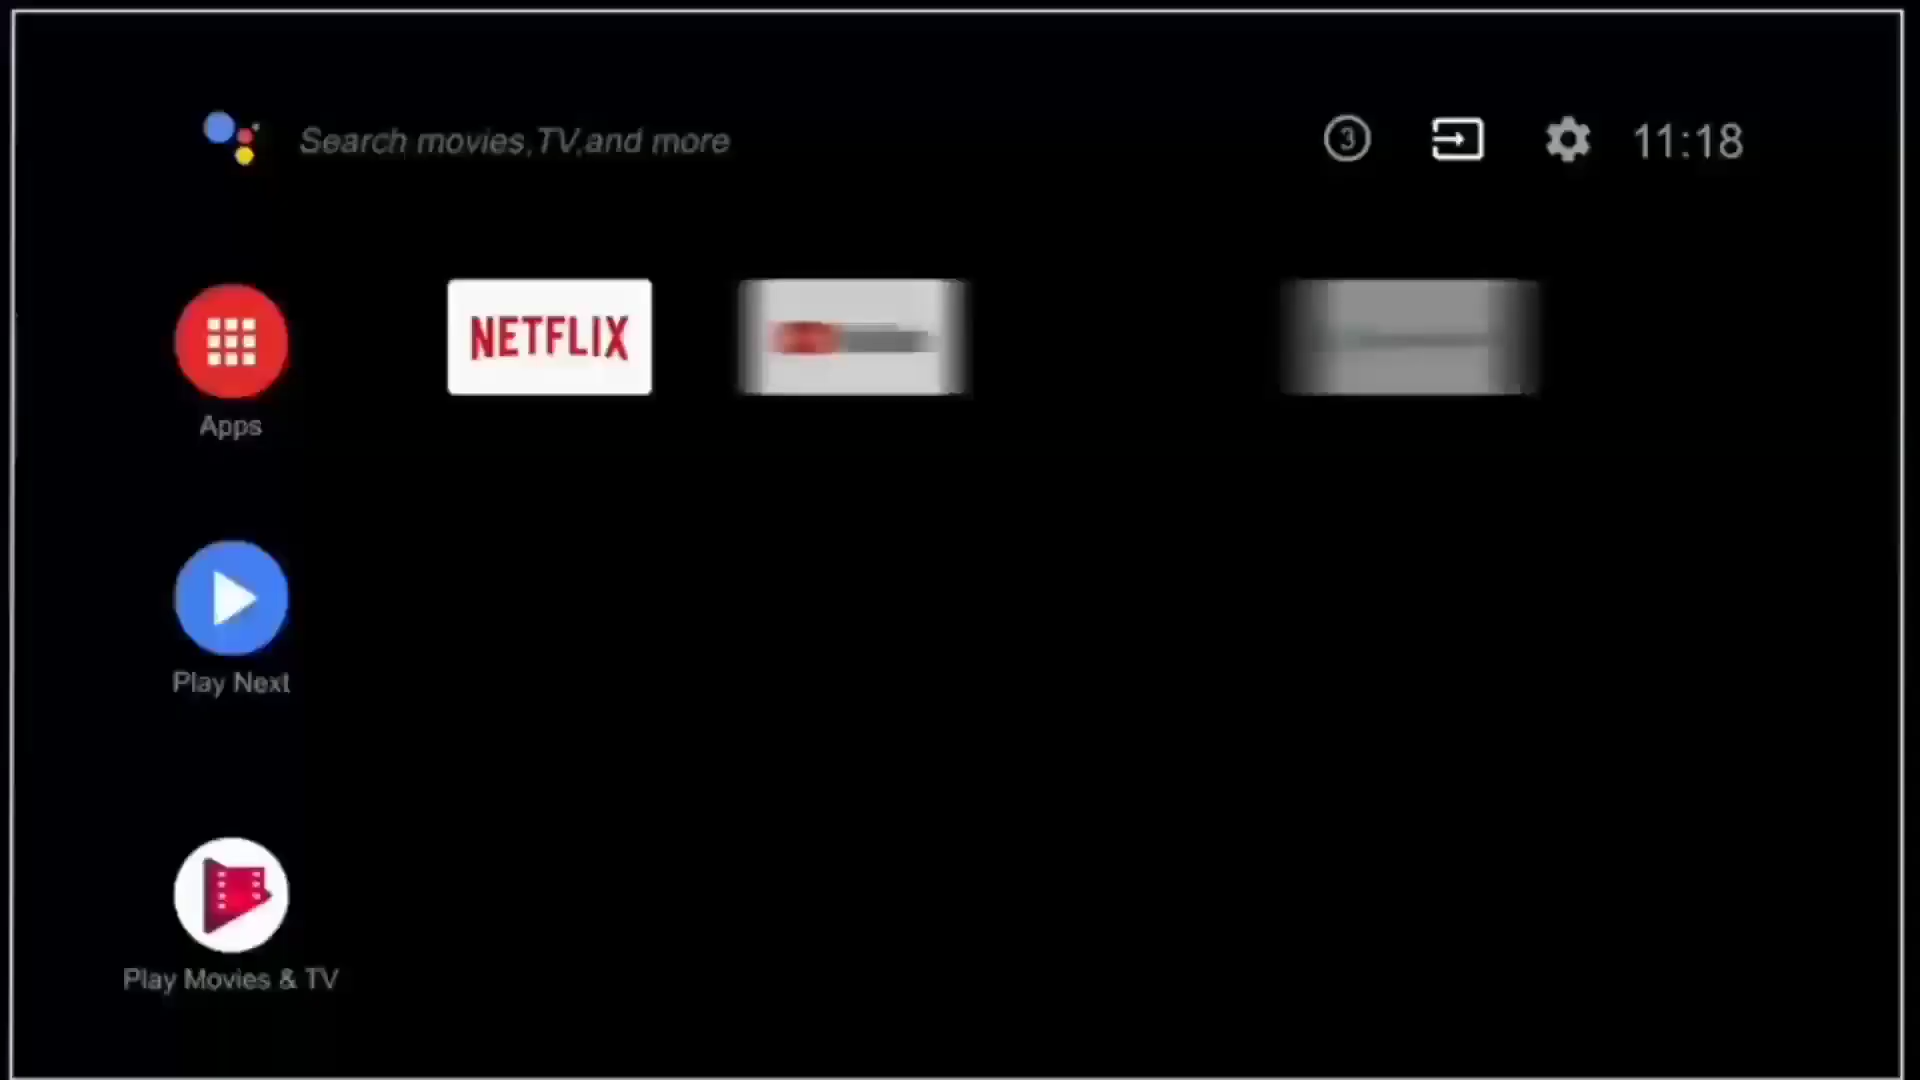 Search movies,TV,and more
3
11:18
NETFLIX
Apps
Play Next
Play Movies & TV